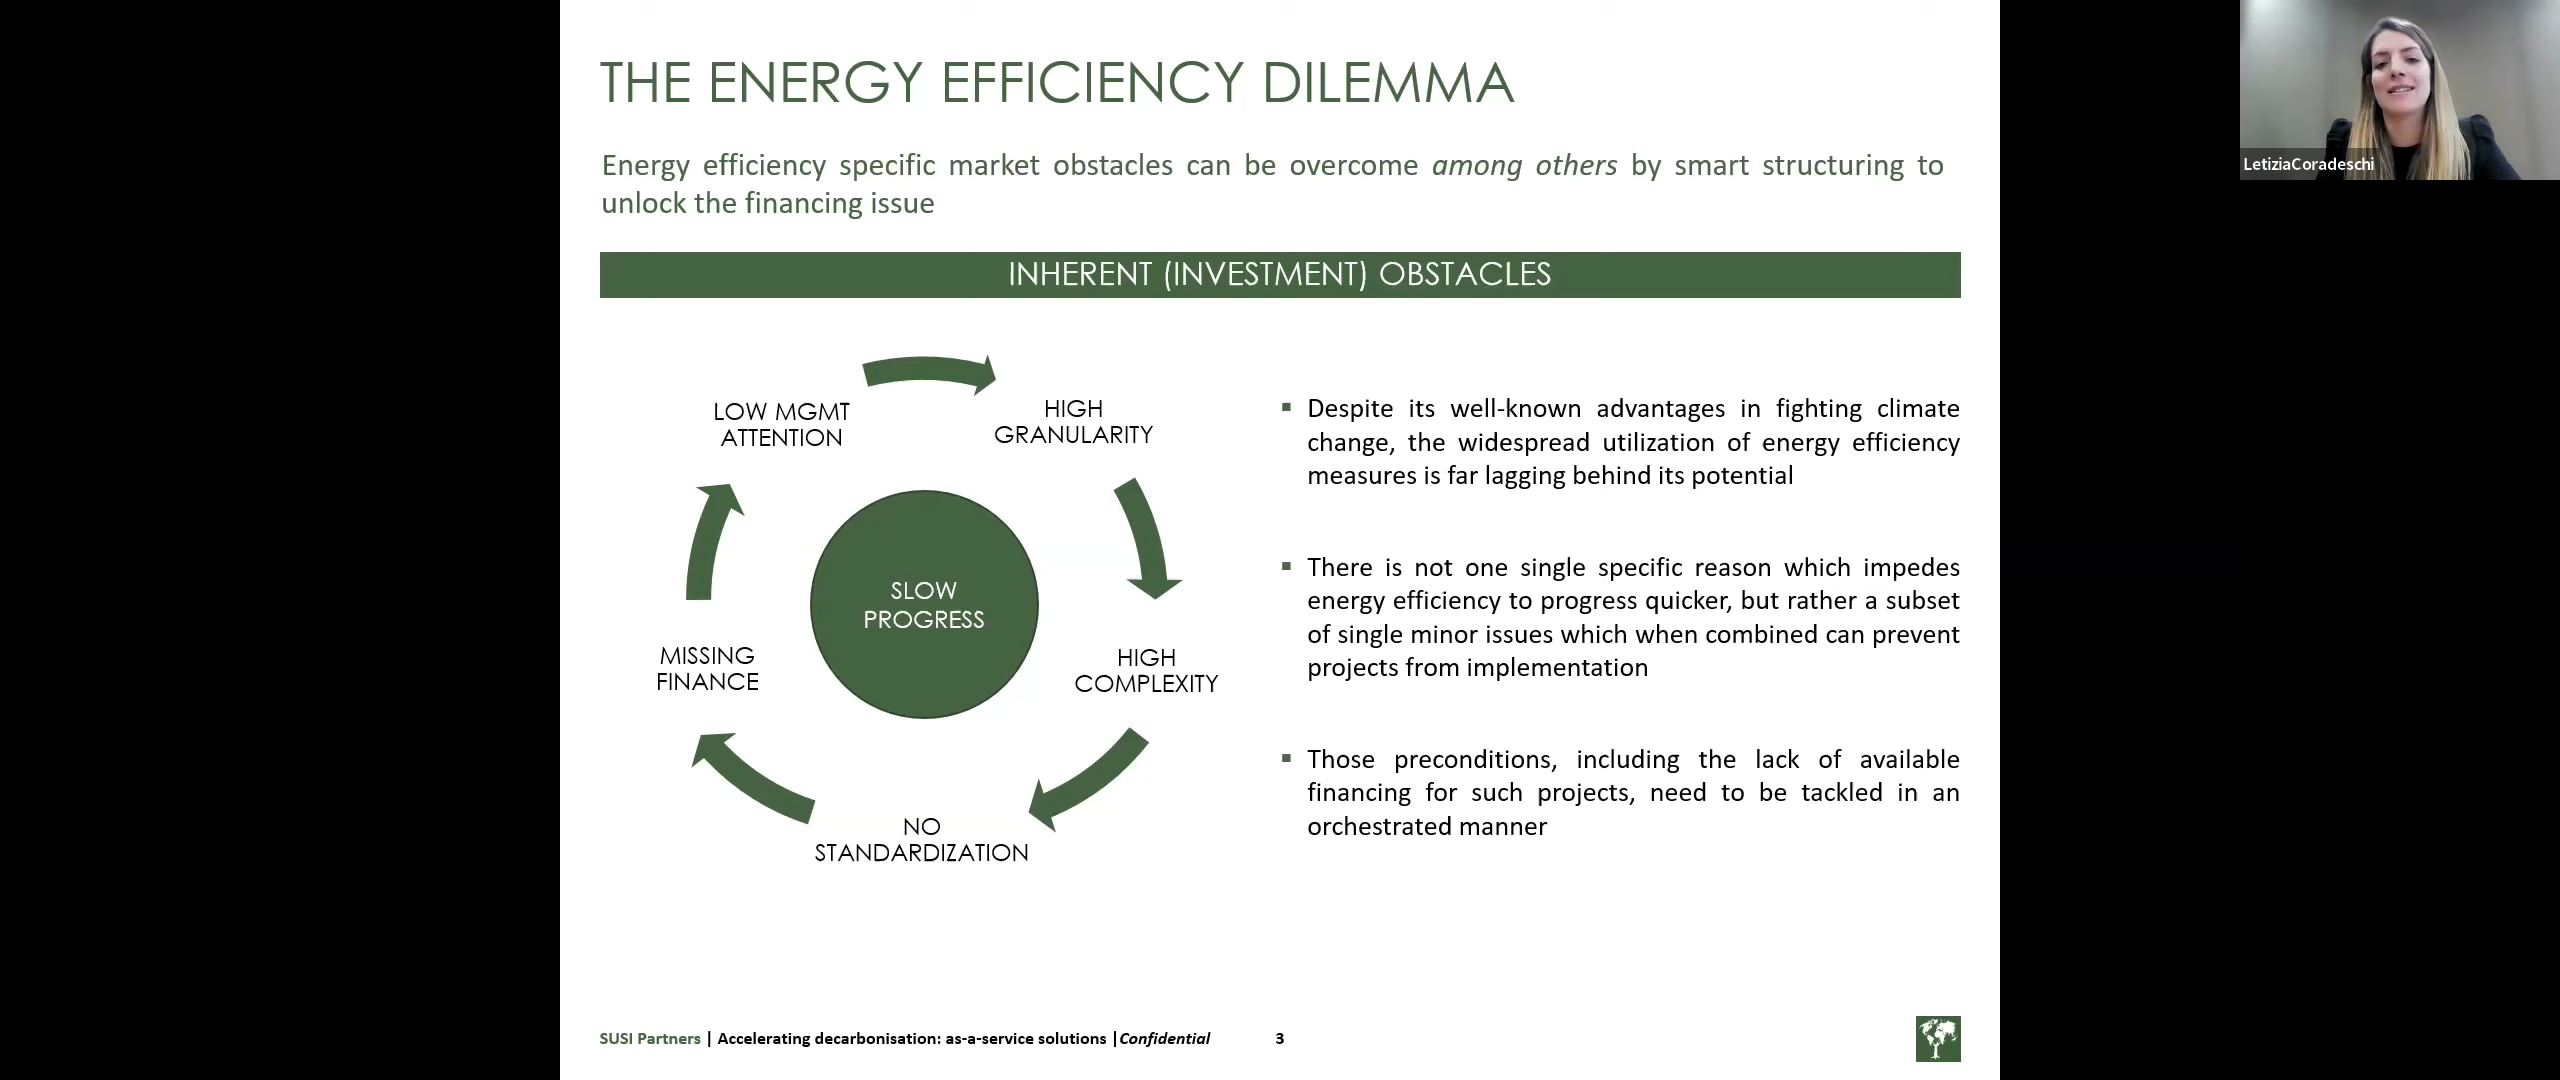 THE ENERGY EFFICIENCY DILEMMA
Energy efficiency specific market obstacles can be overcome among others by smart structuring to
unlock the financing issue
INHERENT (INVESTMENT) OBSTACLES
LOW MGMT
ATTENTION
HIGH
GRANULARITY
HIGH
COMPLEXITY
NO
STANDARDIZATION
MISSING
FINANCE
SLOW
PROGRESS
▪ Despite its well-known advantages in fighting climate
change, the widespread utilization of energy efficiency
measures is far lagging behind its potential
▪ There is not one single specific reason which impedes
energy efficiency to progress quicker, but rather a subset
of single minor issues which when combined can prevent
projects from implementation
▪ Those preconditions, including the lack of available
financing for such projects, need to be tackled in an
orchestrated manner
SUSI Partners | Accelerating decarbonisation: as-a-service solutions |Confidential 3
LetiziaCoradeschi